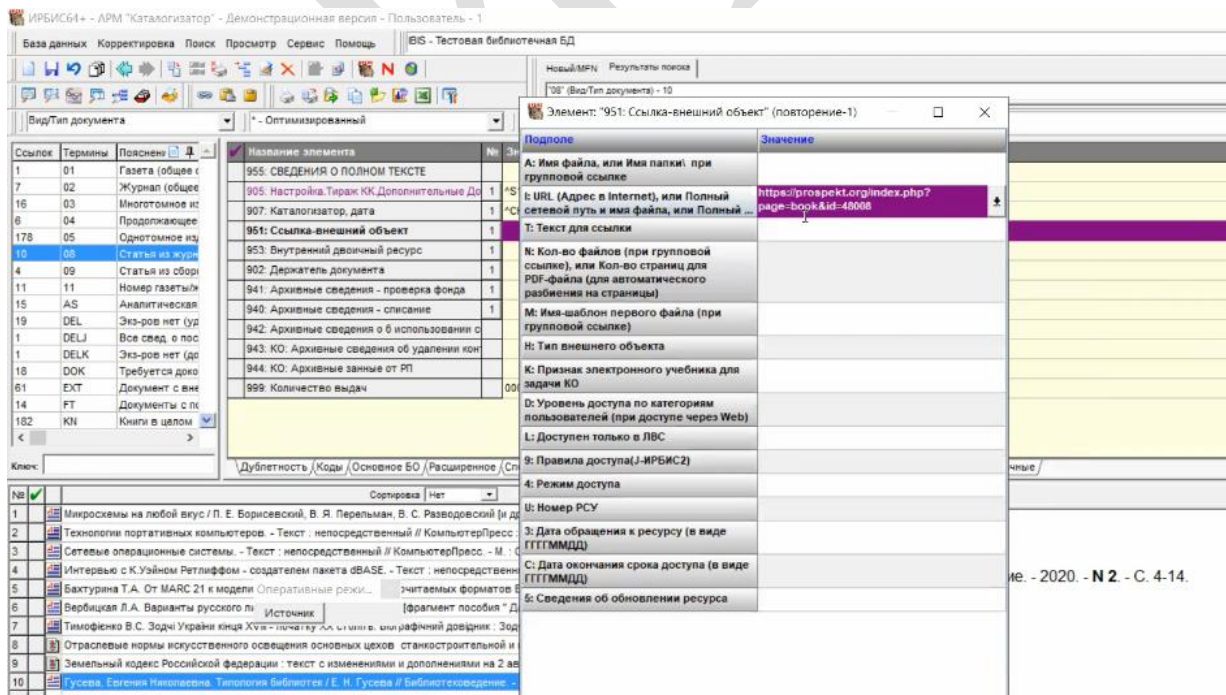 ИРБИС64+ - АРМ "Каталогизатор" - Демонстрационная версия - Пользователь - 1
База данных Корректировка Поиск Просмотр Сервис Помощь
IBIS - Тестовая библиотечная БД
Новый/MFN Результаты поиска
"08" (Вид/Тип документа) - 10
Вид/Тип документа
* - Оптимизированный
Ссылок Термины Пояснени
1 01 Газета (общее
7 02 Журнал (общее
16 03 Многотомное из
6 04 Продолжающее
178 05 Однотомное изд
10 08 Статья из журн
4 09 Статья из сбор
11 11 Номер газеты/ж
15 AS Аналитическая
19 DEL Экз-ров нет (уд
1 DELJ Все свед. о пос
1 DELK Экз-ров нет (до
18 DOK Требуется доко
61 EXT Документ с вне
14 FT Документы с по
182 KN Книги в целом
Ключ:
Название элемента №
955: СВЕДЕНИЯ О ПОЛНОМ ТЕКСТЕ
905: Настройка.Тираж КК.Дополнительные До 1
907: Каталогизатор, дата 1
951: Ссылка-внешний объект 1
953: Внутренний двоичный ресурс 1
902: Держатель документа 1
941: Архивные сведения - проверка фонда 1
940: Архивные сведения - списание 1
942: Архивные сведения о б использовании с
943: КО: Архивные сведения об удалении кон
944: КО: Архивные занные от РП
999: Количество выдач
Дублетность Коды Основное БО Расширенное
Элемент: "951: Ссылка-внешний объект" (повторение-1)
Подполе Значение
A: Имя файла, или Имя папки\ при
групповой ссылке
I: URL (Адрес в Internet), или Полный
сетевой путь и имя файла, или Полный ...
https://prospekt.org/index.php?
page=book&id=48008
T: Текст для ссылки
N: Кол-во файлов (при групповой
ссылке), или Кол-во страниц для
PDF-файла (для автоматического
разбиения на страницы)
M: Имя-шаблон первого файла (при
групповой ссылке)
H: Тип внешнего объекта
K: Признак электронного учебника для
задачи КО
D: Уровень доступа по категориям
пользователей (при доступе через Web)
L: Доступен только в ЛВС
9: Правила доступа(J-ИРБИС2)
4: Режим доступа
U: Номер РСУ
3: Дата обращения к ресурсу (в виде
ГГГГММДД)
C: Дата окончания срока доступа (в виде
ГГГГММДД)
5: Сведения об обновлении ресурса
№ Сортировка Нет
1 Микросхемы на любой вкус / П. Е. Борисевский, В. Я. Перельман, В. С. Разводовский [и др
2 Технологии портативных компьютеров. - Текст : непосредственный // КомпьютерПресс
3 Сетевые операционные системы. - Текст : непосредственный // КомпьютерПресс. - М. :
4 Интервью с К.Уэйном Ретлиффом - создателем пакета dBASE. - Текст : непосредственн
5 Бахтурина Т.А. От MARC 21 к модели Оперативные режи... читаемых форматов
6 Вербицкая Л.А. Варианты русского ли Источник [фрагмент пособия "
7 Тимофієнко В.С. Зодчі України кінця XVIII - початку XX століть. Біографічний довідник :
8 Отраслевые нормы искусственного освещения основных цехов станкостроительной и
9 Земельный кодекс Российской федерации : текст с изменениями и дополнениями на 2 ав
10 Гусева, Евгения Николаевна. Типология библиотек / Е. Н. Гусева // Библиотековедение. -
ие. - 2020. - N 2. - С. 4-14.